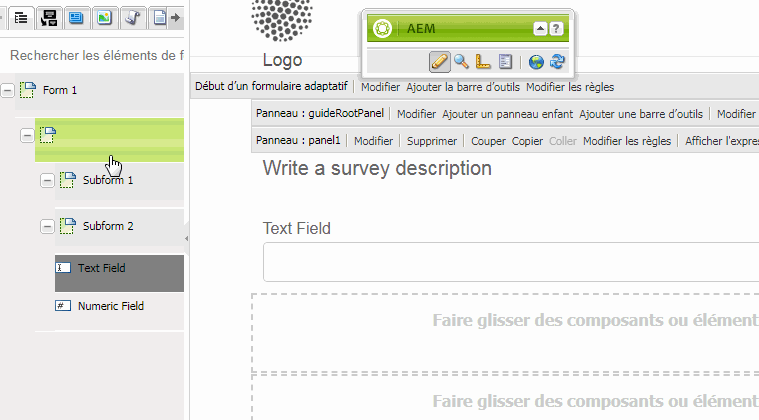 AEM
?
Rechercher les éléments de f
Logo
Form 1
Début d'un formulaire adaptatif Modifier Ajouter la barre d'outils Modifier les règles
Panneau : guideRootPanel Modifier Ajouter un panneau enfant Ajouter une barre d'outils Modifier
Panneau : panel1 Modifier Supprimer Couper Copier Coller Modifier les règles Afficher l'expres
Write a survey description
Subform 1
Subform 2
Text Field
Text Field
# Numeric Field
Faire glisser des composants ou élément
Faire glisser des composants ou élément